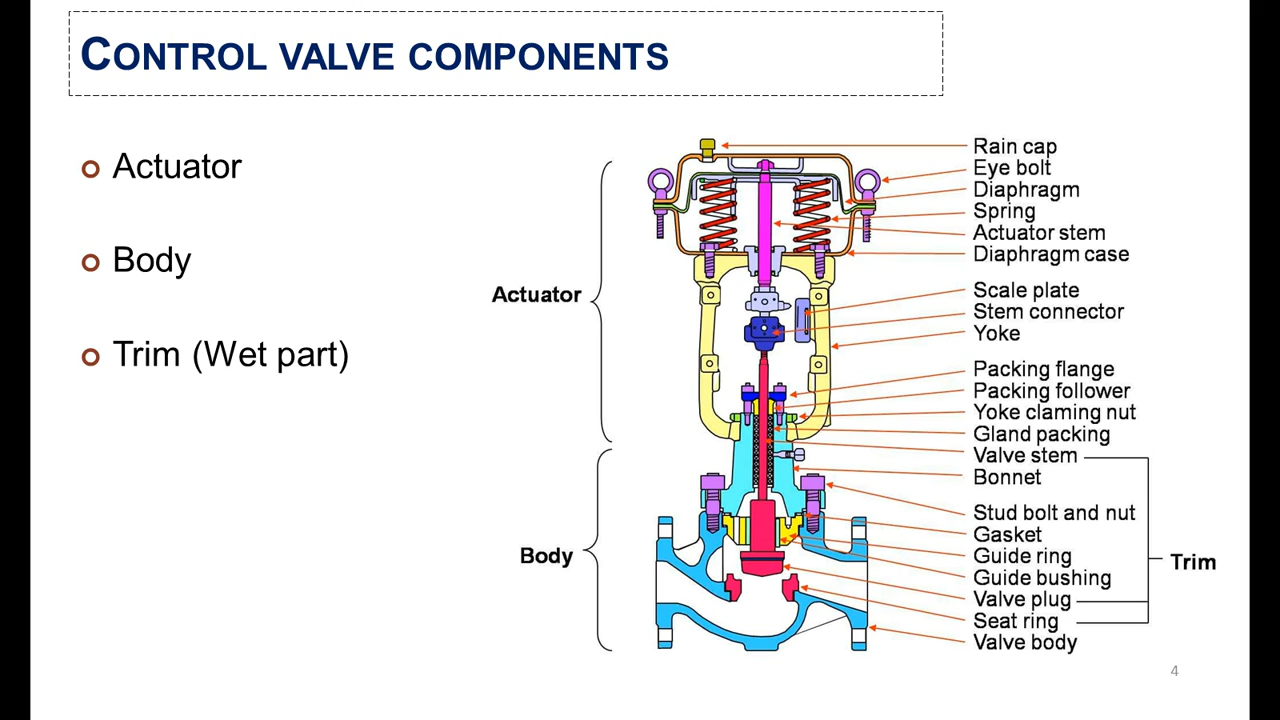 CONTROL VALVE COMPONENTS
Actuator
Body
Trim (Wet part)
Actuator
Body
Rain cap
Eye bolt
Diaphragm
Spring
Actuator stem
Diaphragm case
Scale plate
Stem connector
Yoke
Packing flange
Packing follower
Yoke claming nut
Gland packing
Valve stem
Bonnet
Stud bolt and nut
Gasket
Guide ring
Guide bushing
Valve plug
Seat ring
Valve body
Trim
4